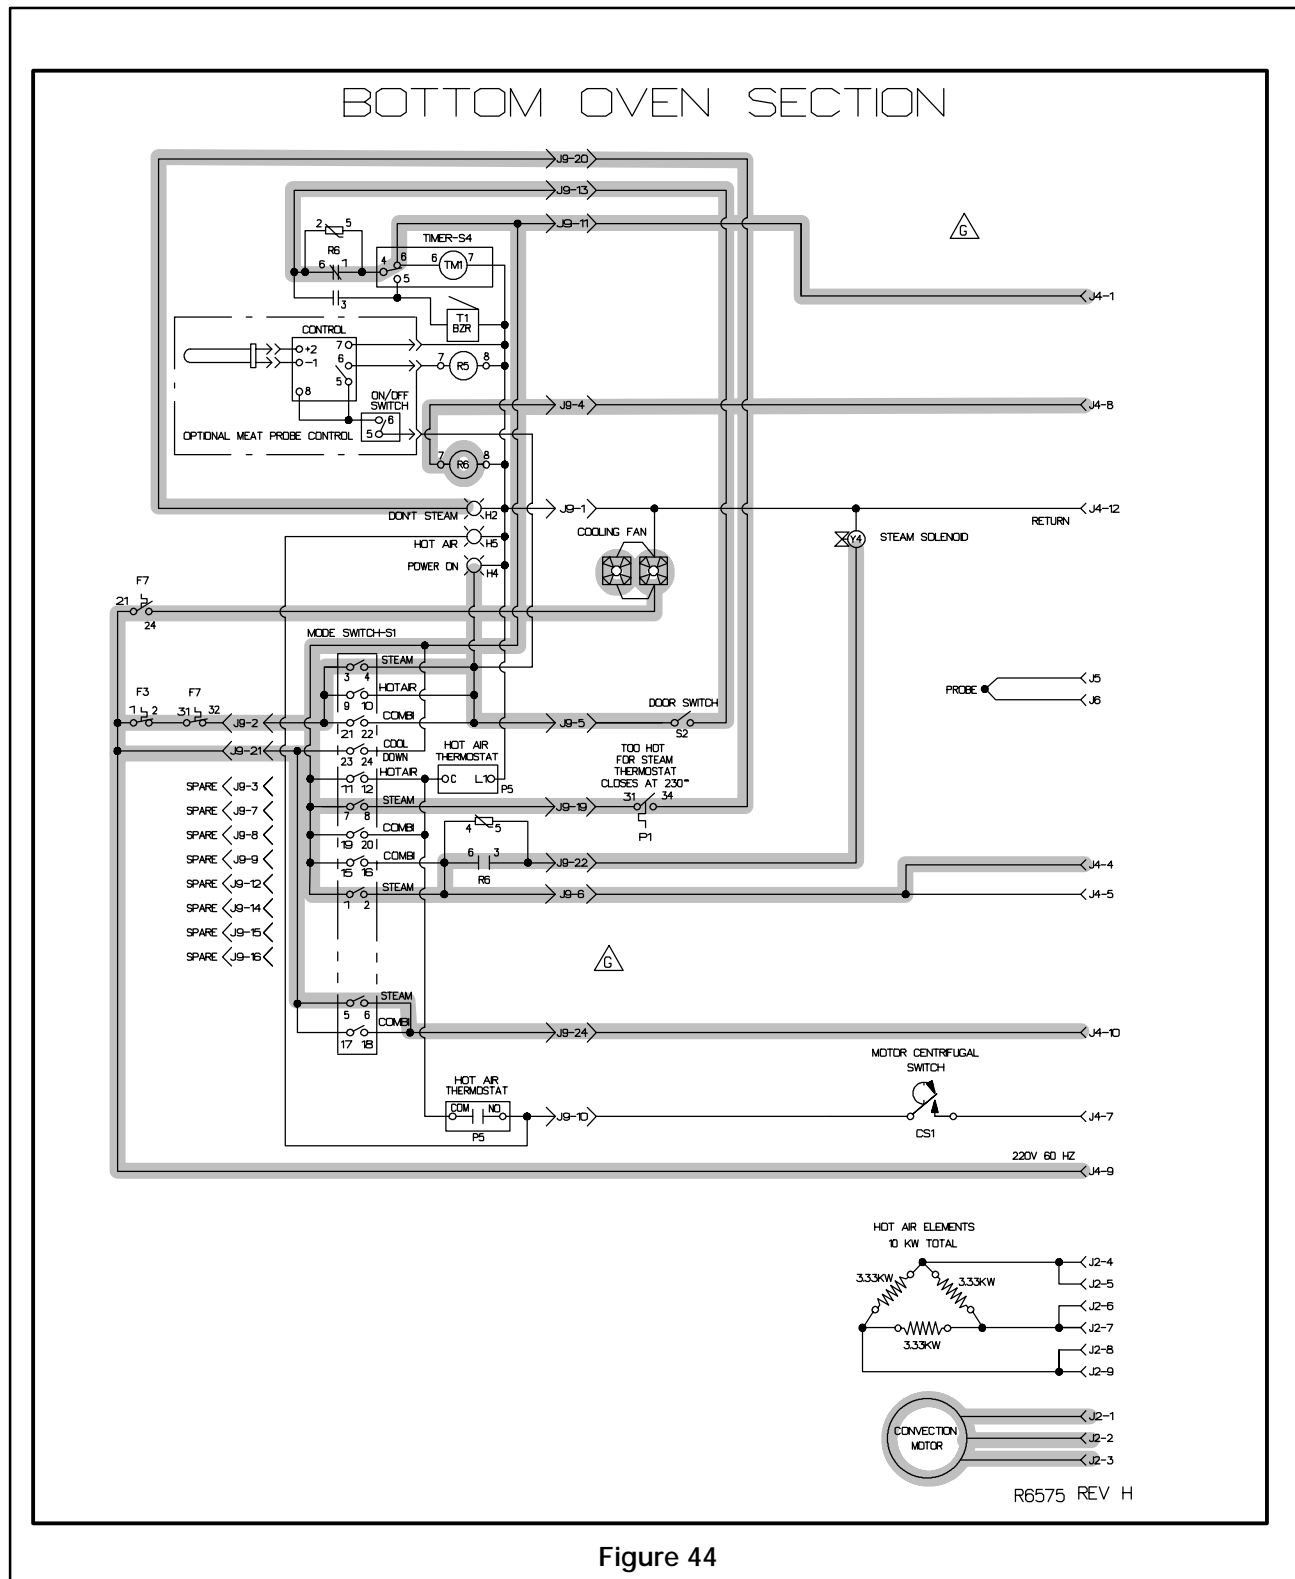 BOTTOM OVEN SECTION
J9-20
J9-13
J9-11
G
2 5
R6
6 1
3
TIMER-S4
4 6 6 TM1 7
5
T1
BZR
J4-1
CONTROL
+2
-1
7
6
5
8
7 R5 8
ON/OFF
SWITCH
6
5
OPTIONAL MEAT PROBE CONTROL
J9-4
J4-8
7 R6 8
DON'T STEAM H2
J9-1
J4-12
RETURN
HOT AIR H5
COOLING FAN
Y4 STEAM SOLENOID
POWER ON H4
F7
21
24
MODE SWITCH-S1
STEAM
3 4
HOTAIR
9 10
PROBE
J5
J6
F3
1 2
F7
31 32
J9-2
COMBI
21 22
J9-5
DOOR SWITCH
S2
J9-21
COOL
DOWN
23 24
HOT AIR
THERMOSTAT
C L1
P5
TOO HOT
FOR STEAM
THERMOSTAT
CLOSES AT 230°
31 34
P1
HOTAIR
11 12
SPARE J9-3
SPARE J9-7
SPARE J9-8
SPARE J9-9
SPARE J9-12
SPARE J9-14
SPARE J9-15
SPARE J9-16
STEAM
7 8
J9-19
COMBI
19 20
4 5
COMBI
15 16
6 3
R6
J9-22
J4-4
STEAM
1 2
J9-6
J4-5
G
STEAM
5 6
COMBI
17 18
J9-24
J4-10
MOTOR CENTRIFUGAL
SWITCH
CS1
HOT AIR
THERMOSTAT
COM NO
P5
J9-10
J4-7
220V 60 HZ
J4-9
HOT AIR ELEMENTS
10 KW TOTAL
3.33KW
3.33KW
3.33KW
J2-4
J2-5
J2-6
J2-7
J2-8
J2-9
CONVECTION
MOTOR
J2-1
J2-2
J2-3
R6575 REV H
Figure 44